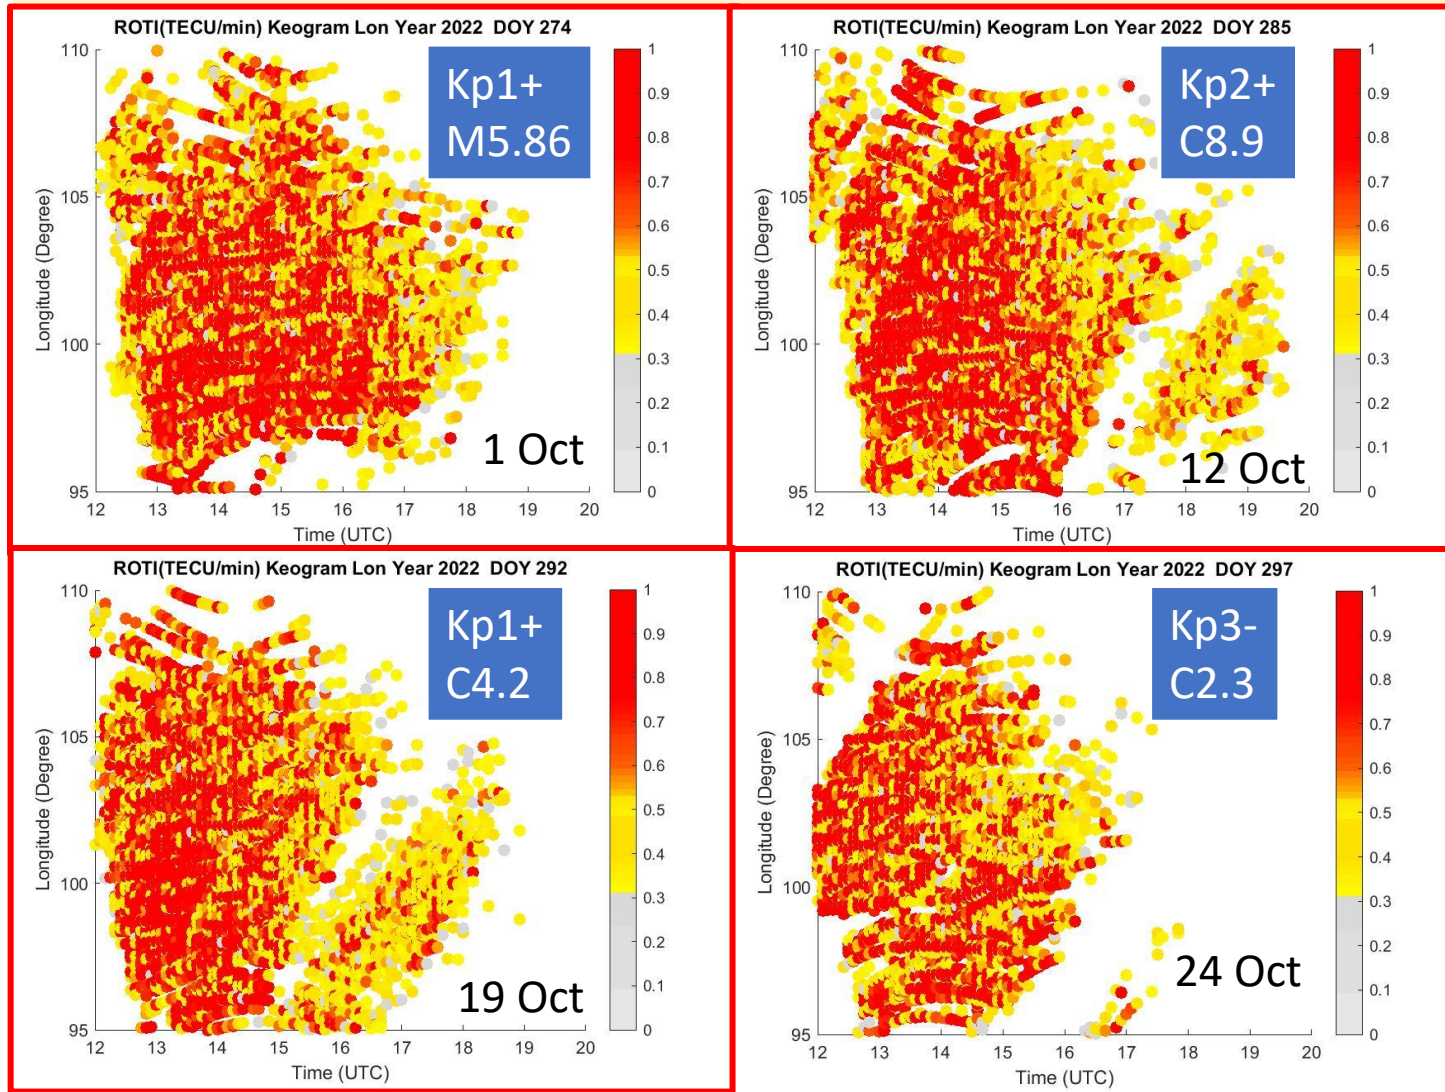 ROTI(TECU/min) Keogram Lon Year 2022 DOY 274
Kp1+
M5.86
1 Oct
Longitude (Degree)
110
105
100
95
12 13 14 15 16 17 18 19 20
Time (UTC)
1
0.9
0.8
0.7
0.6
0.5
0.4
0.3
0.2
0.1
0
ROTI(TECU/min) Keogram Lon Year 2022 DOY 285
Kp2+
C8.9
12 Oct
Longitude (Degree)
110
105
100
95
12 13 14 15 16 17 18 19 20
Time (UTC)
1
0.9
0.8
0.7
0.6
0.5
0.4
0.3
0.2
0.1
0
ROTI(TECU/min) Keogram Lon Year 2022 DOY 292
Kp1+
C4.2
19 Oct
Longitude (Degree)
110
105
100
95
12 13 14 15 16 17 18 19 20
Time (UTC)
1
0.9
0.8
0.7
0.6
0.5
0.4
0.3
0.2
0.1
0
ROTI(TECU/min) Keogram Lon Year 2022 DOY 297
Kp3-
C2.3
24 Oct
Longitude (Degree)
110
105
100
95
12 13 14 15 16 17 18 19 20
Time (UTC)
1
0.9
0.8
0.7
0.6
0.5
0.4
0.3
0.2
0.1
0